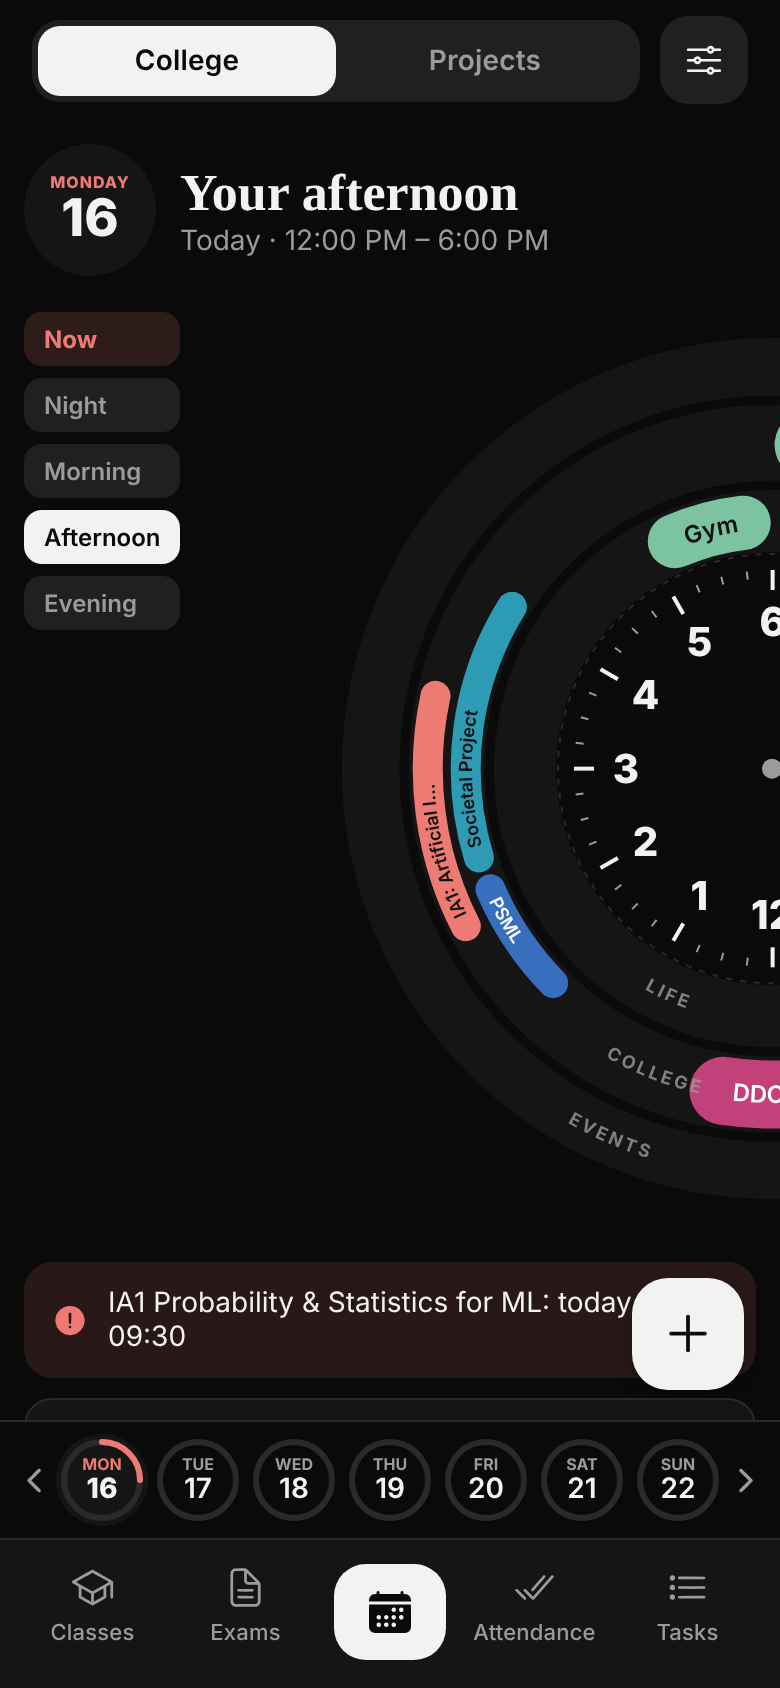 College
Projects
MONDAY
16
Your afternoon
Today · 12:00 PM – 6:00 PM
Now
Night
Morning
Afternoon
Evening
Gym
Societal Project
IA1: Artificial I...
PSML
6
5
4
3
2
1
12
LIFE
COLLEGE
EVENTS
DDC
IA1 Probability & Statistics for ML: today
09:30
MON
16
TUE
17
WED
18
THU
19
FRI
20
SAT
21
SUN
22
Classes
Exams
Attendance
Tasks